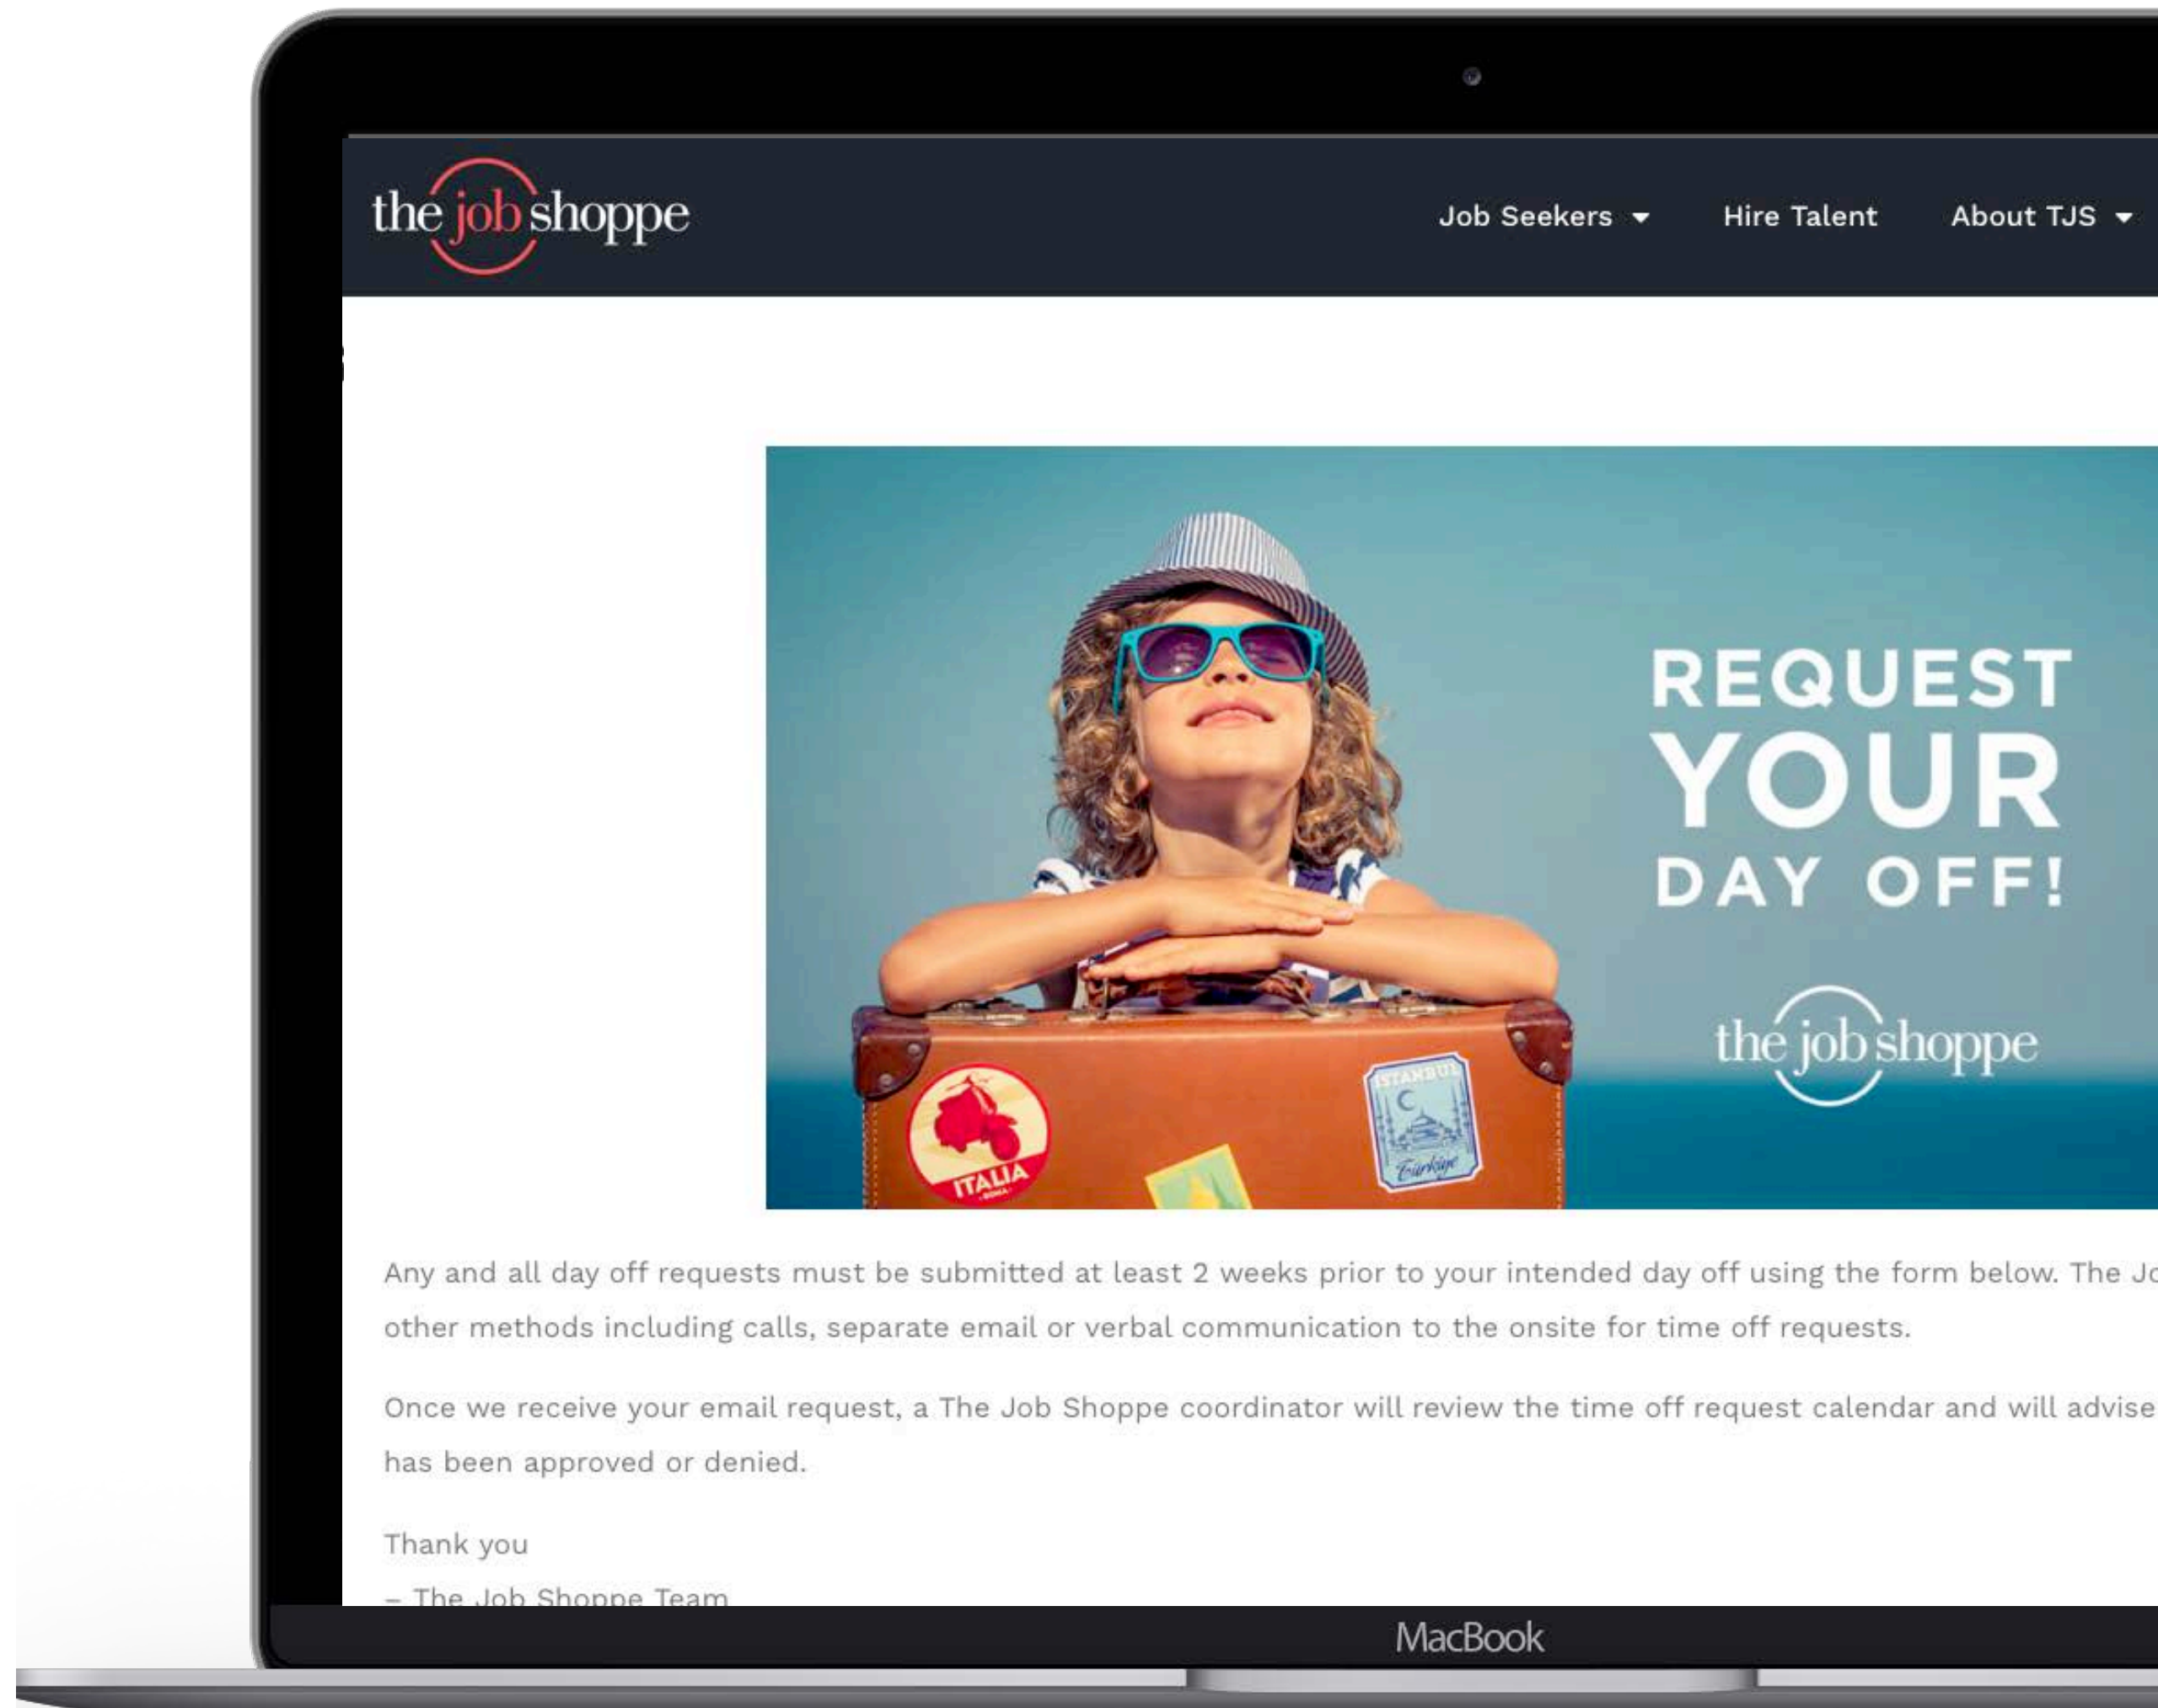 the job shoppe
Job Seekers Hire Talent About TJS
REQUEST
YOUR
DAY OFF!
the job shoppe
ISTANBUL
Türkiye
ITALIA
ROMA
Any and all day off requests must be submitted at least 2 weeks prior to your intended day off using the form below. The
other methods including calls, separate email or verbal communication to the onsite for time off requests.
Once we receive your email request, a The Job Shoppe coordinator will review the time off request calendar and will advise
has been approved or denied.
Thank you
– The Job Shoppe Team
MacBook